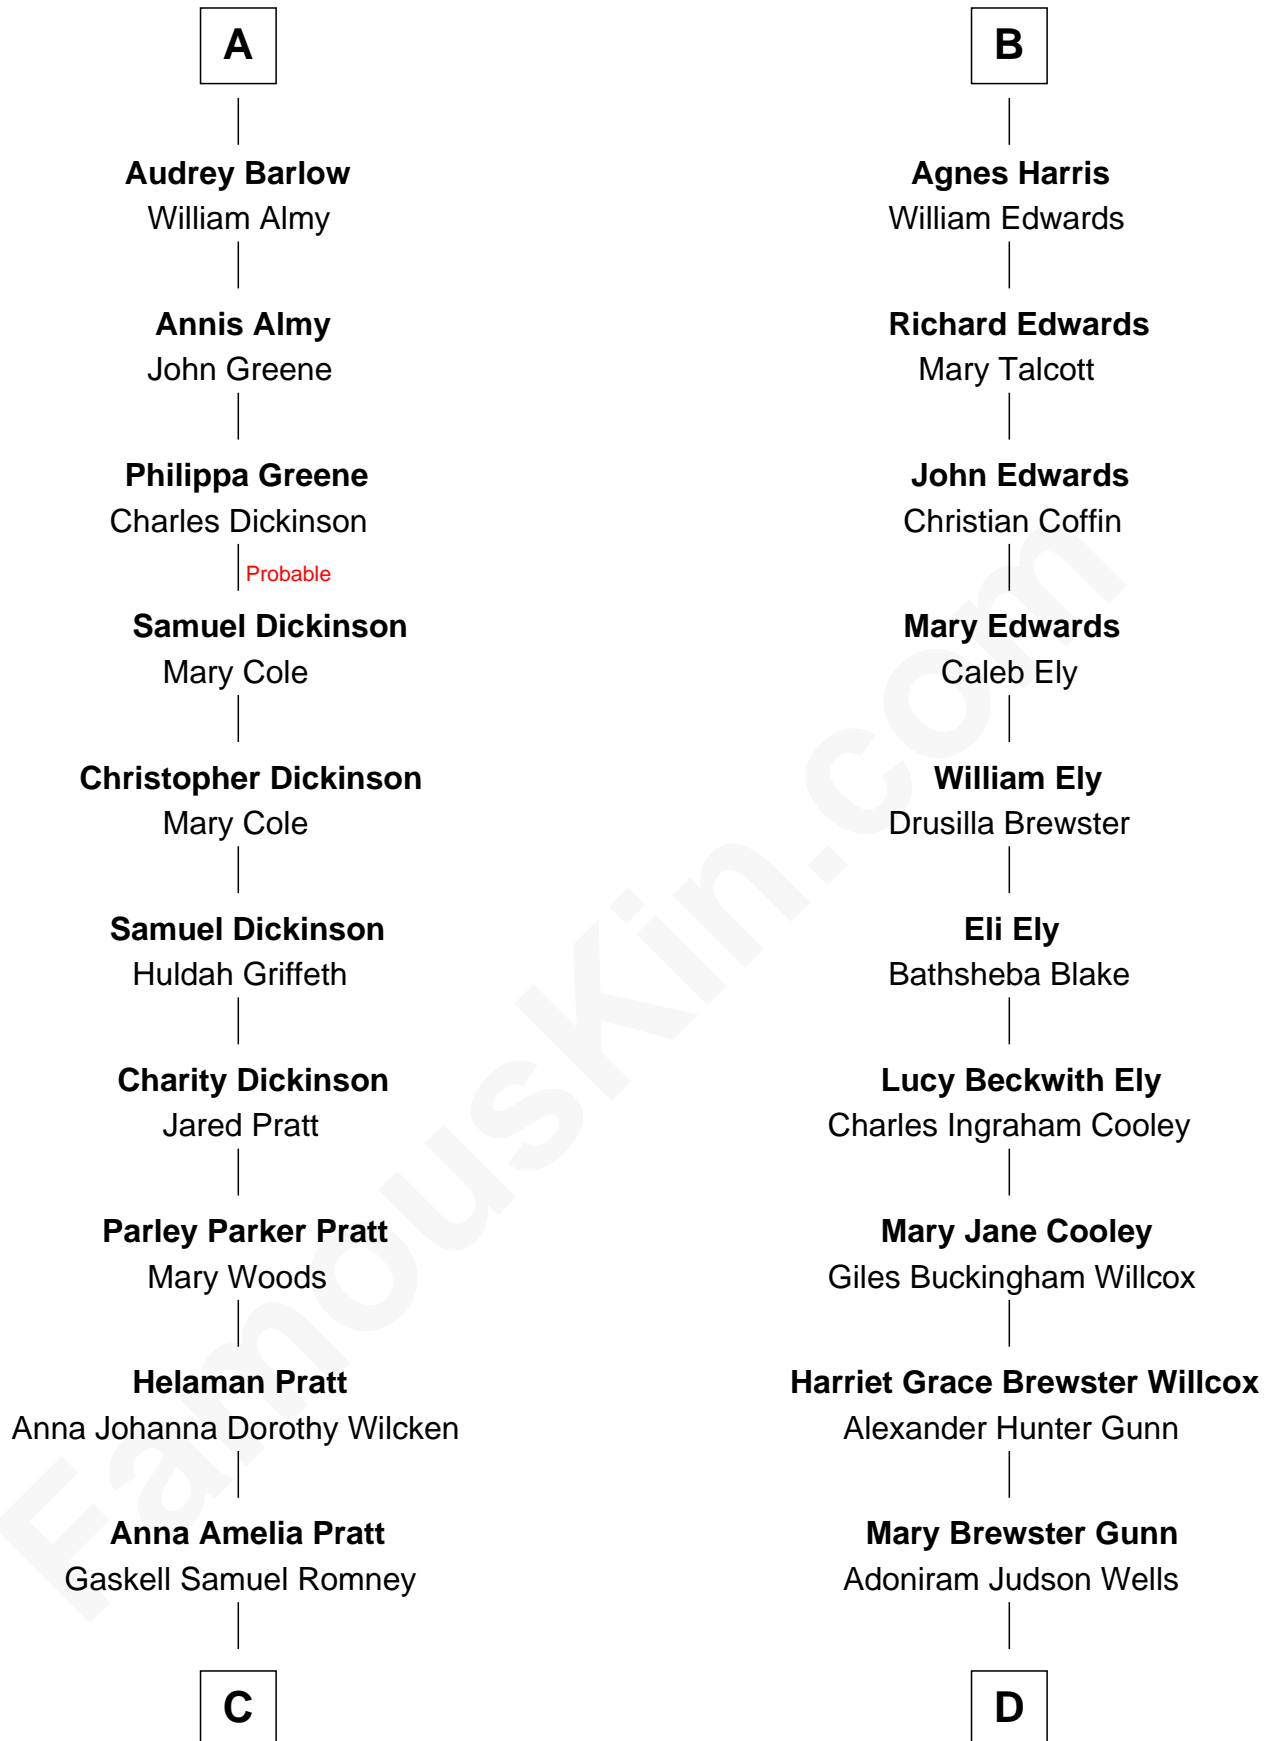 A
Audrey Barlow
William Almy
Annis Almy
John Greene
Philippa Greene
Charles Dickinson
Probable
Samuel Dickinson
Mary Cole
Christopher Dickinson
Mary Cole
Samuel Dickinson
Huldah Griffeth
Charity Dickinson
Jared Pratt
Parley Parker Pratt
Mary Woods
Helaman Pratt
Anna Johanna Dorothy Wilcken
Anna Amelia Pratt
Gaskell Samuel Romney
C
B
Agnes Harris
William Edwards
Richard Edwards
Mary Talcott
John Edwards
Christian Coffin
Mary Edwards
Caleb Ely
William Ely
Drusilla Brewster
Eli Ely
Bathsheba Blake
Lucy Beckwith Ely
Charles Ingraham Cooley
Mary Jane Cooley
Giles Buckingham Willcox
Harriet Grace Brewster Willcox
Alexander Hunter Gunn
Mary Brewster Gunn
Adoniram Judson Wells
D
FamousKin.com